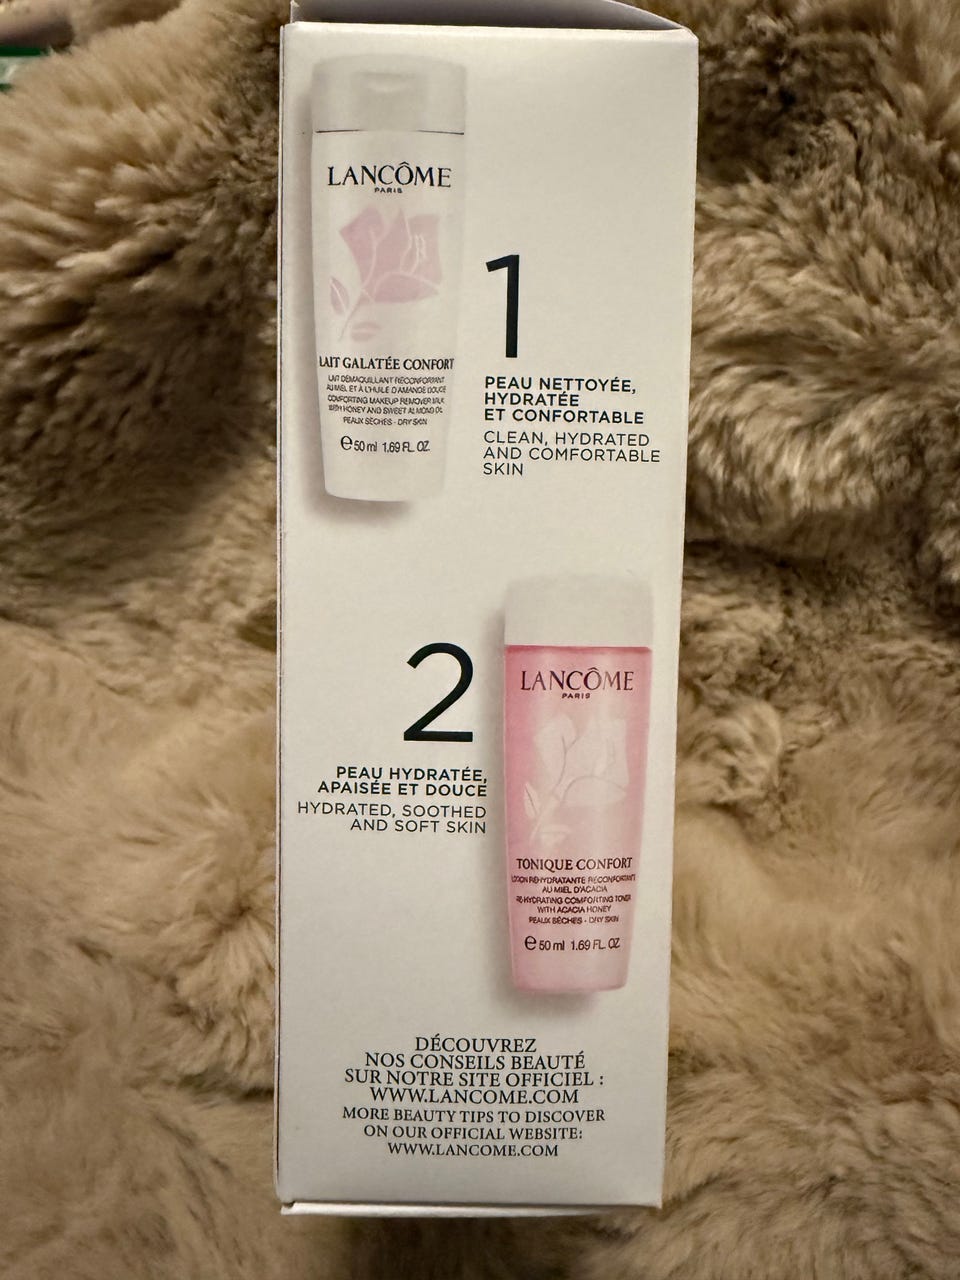 LANCÔME
PARIS
LAIT GALATÉE CONFORT
LAIT DÉMAQUILLANT RÉCONFORTANT
AU MIEL ET À L'HUILE D'AMANDE DOUCE
COMFORTING MAKEUP REMOVER MILK
WITH HONEY AND SWEET ALMOND OIL
PEAUX SÈCHES - DRY SKIN
e 50 ml 1.69 FL. OZ.
1
PEAU NETTOYÉE,
HYDRATÉE
ET CONFORTABLE
CLEAN, HYDRATED
AND COMFORTABLE
SKIN
2
PEAU HYDRATÉE,
APAISÉE ET DOUCE
HYDRATED, SOOTHED
AND SOFT SKIN
LANCÔME
PARIS
TONIQUE CONFORT
LOTION RÉHYDRATANTE RÉCONFORTANTE
AU MIEL D'ACACIA
RE-HYDRATING COMFORTING TONER
WITH ACACIA HONEY
PEAUX SÈCHES - DRY SKIN
e 50 ml 1.69 FL. OZ.
DÉCOUVREZ
NOS CONSEILS BEAUTÉ
SUR NOTRE SITE OFFICIEL :
WWW.LANCOME.COM
MORE BEAUTY TIPS TO DISCOVER
ON OUR OFFICIAL WEBSITE:
WWW.LANCOME.COM